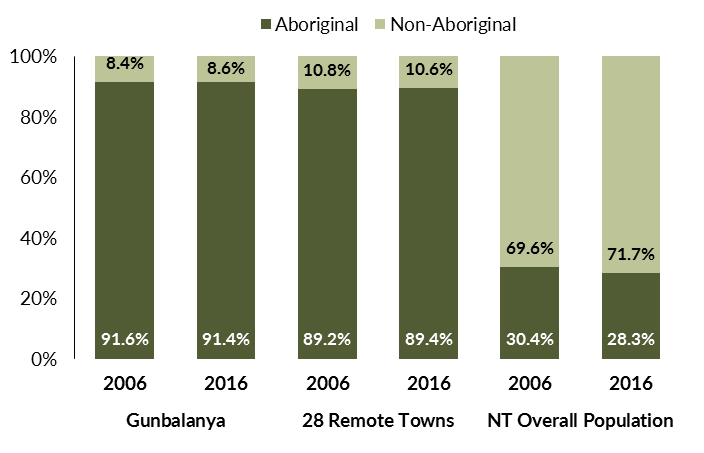 Aboriginal Non-Aboriginal
100%
80%
60%
40%
20%
0%
8.4% 8.6% 10.8% 10.6%
69.6% 71.7%
91.6% 91.4% 89.2% 89.4% 30.4% 28.3%
2006 2016 2006 2016 2006 2016
Gunbalanya 28 Remote Towns NT Overall Population